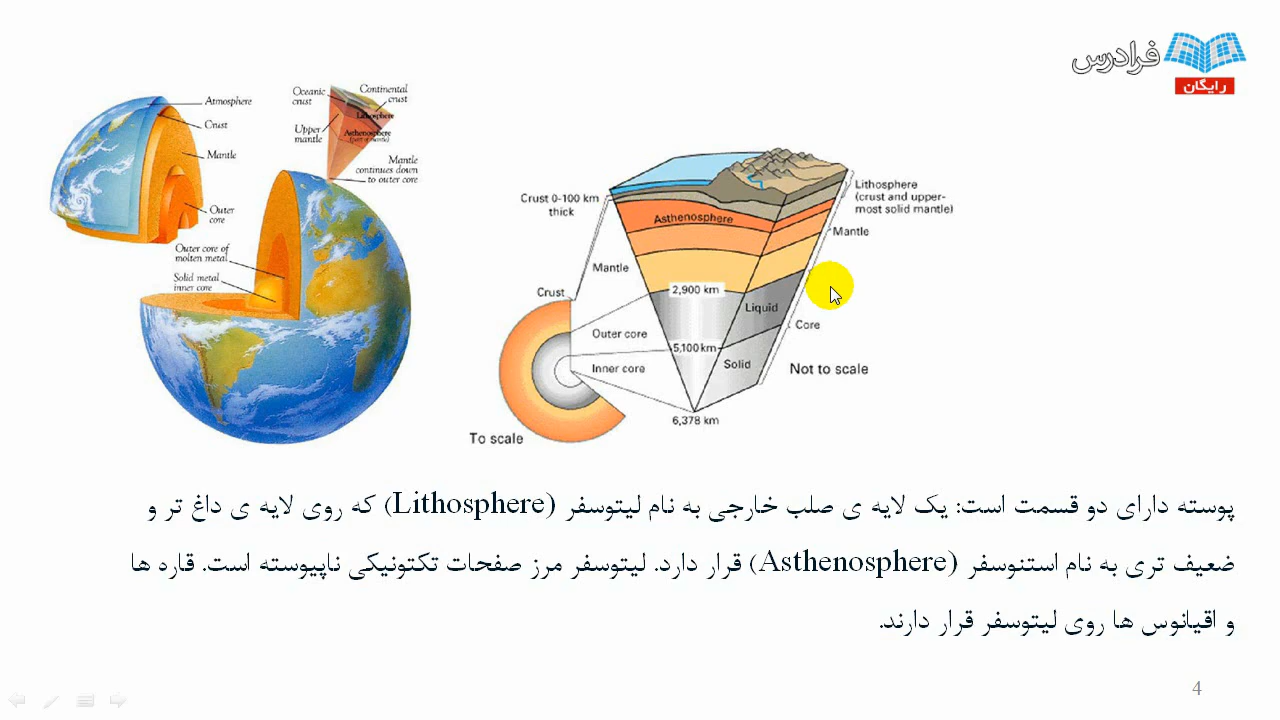 فرادرس
رایگان
Atmosphere
Crust
Mantle
Outer
core
Outer core of
molten metal
Solid metal
inner core
Oceanic
crust
Continental
crust
Lithosphere
Upper
mantle
Asthenosphere
(part of mantle)
Mantle
continues down
to outer core
Crust 0-100 km
thick
Asthenosphere
Lithosphere
(crust and upper-
most solid mantle)
Mantle
Mantle
2,900 km
Crust
Liquid
Outer core
Core
5,100 km
Inner core
Solid
Not to scale
6,378 km
To scale
پوسته دارای دو قسمت است: یک لایه ی صلب خارجی به نام لیتوسفر (Lithosphere) که روی لایه ی داغ تر و
ضعیف تری به نام استنوسفر (Asthenosphere) قرار دارد. لیتوسفر مرز صفحات تکتونیکی ناپیوسته است. قاره ها
و اقیانوس ها روی لیتوسفر قرار دارند.
4